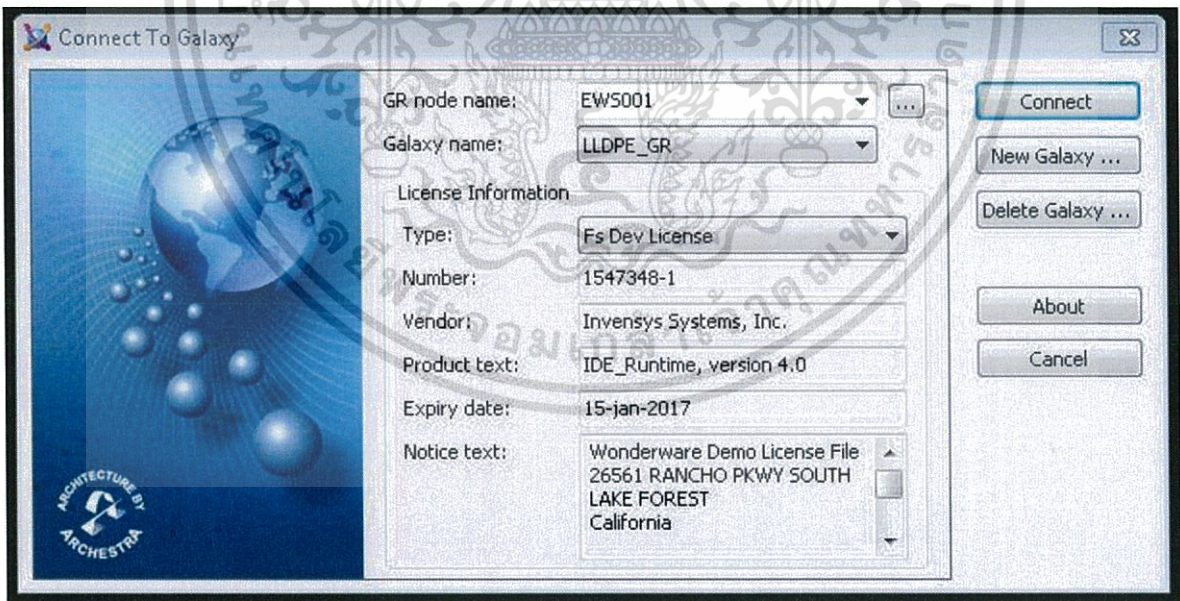 Connect To Galaxy
GR node name: EWS001 ...
Galaxy name: LLDPE_GR
License Information
Type: Fs Dev License
Number: 1547348-1
Vendor: Invensys Systems, Inc.
Product text: IDE_Runtime, version 4.0
Expiry date: 15-jan-2017
Notice text: Wonderware Demo License File
26561 RANCHO PKWY SOUTH
LAKE FOREST
California
Connect
New Galaxy ...
Delete Galaxy ...
About
Cancel
ARCHITECTURE BY
ARCHESTRA